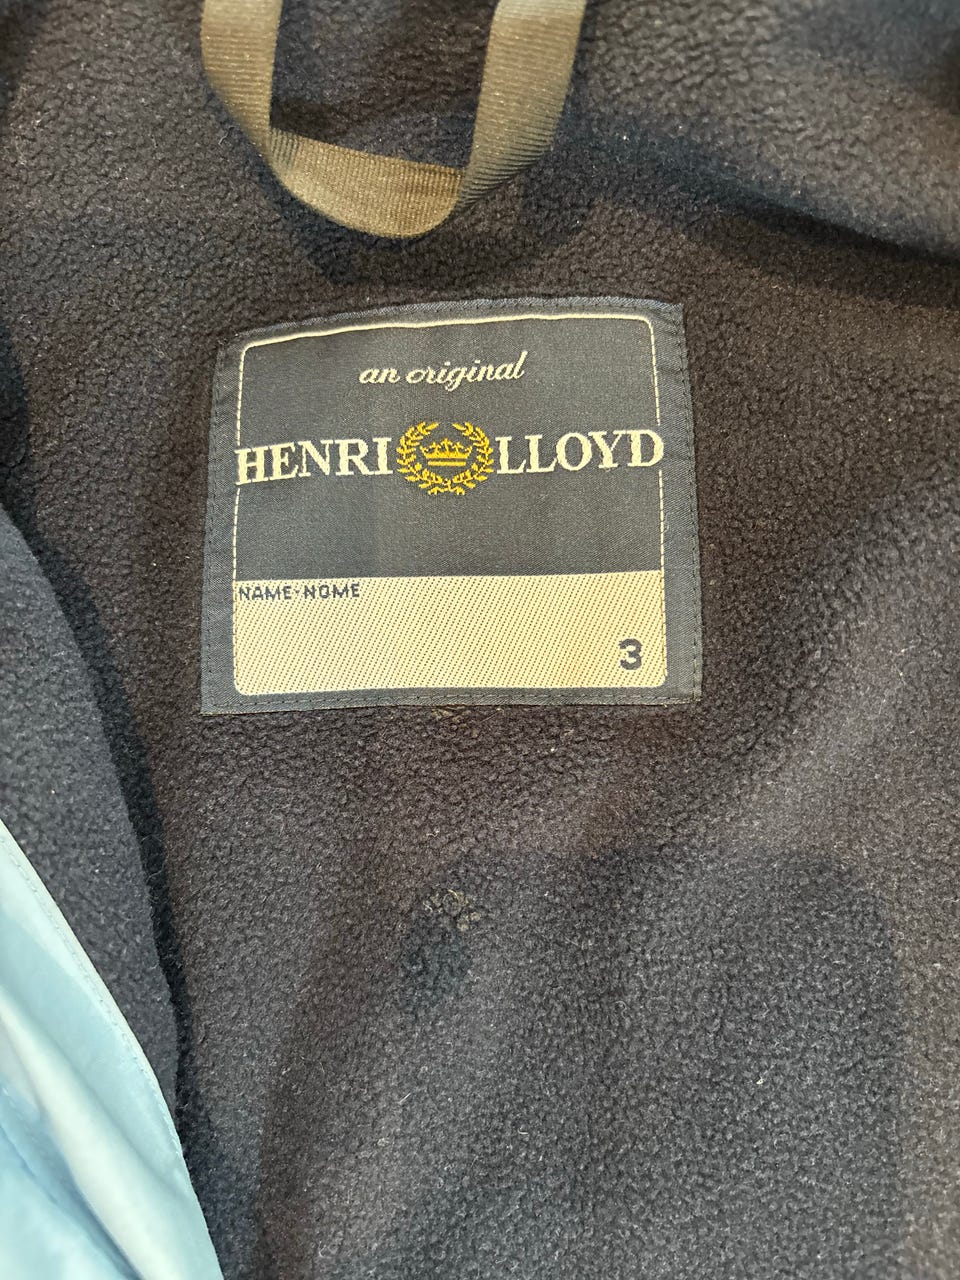 an original
HENRI LLOYD
NAME·NOME
3